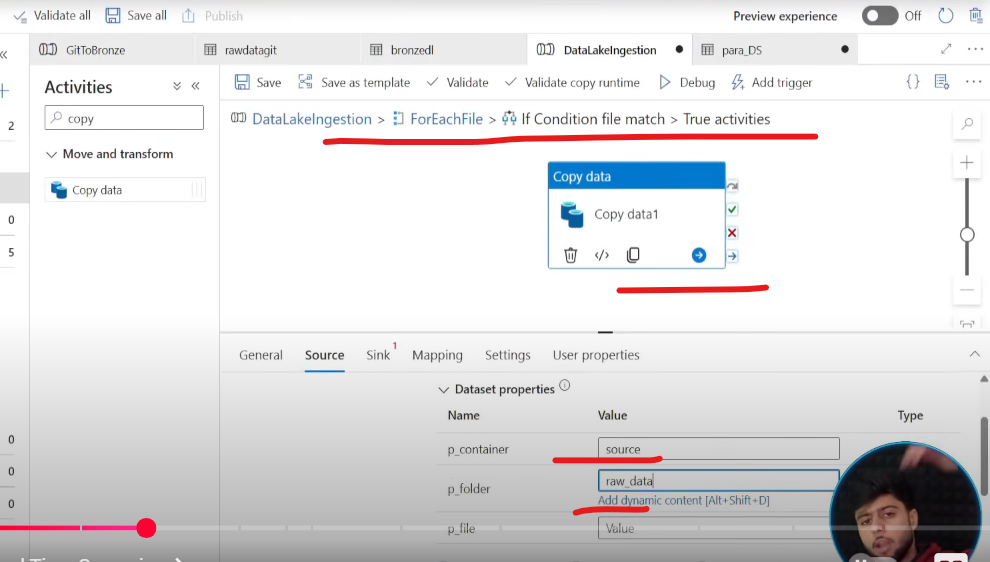 Validate all Save all Publish Preview experience Off
« GitToBronze rawdatagit bronzedl DataLakeIngestion ● para_DS ●
Activities Save Save as template Validate Validate copy runtime Debug Add trigger {}
copy
DataLakeIngestion > ForEachFile > If Condition file match > True activities
2
Move and transform
Copy data
Copy data
Copy data1
0
5
</>
General Source Sink 1 Mapping Settings User properties
Dataset properties
Name Value Type
p_container source
p_folder raw_data
Add dynamic content [Alt+Shift+D]
p_file Value
0
0
0